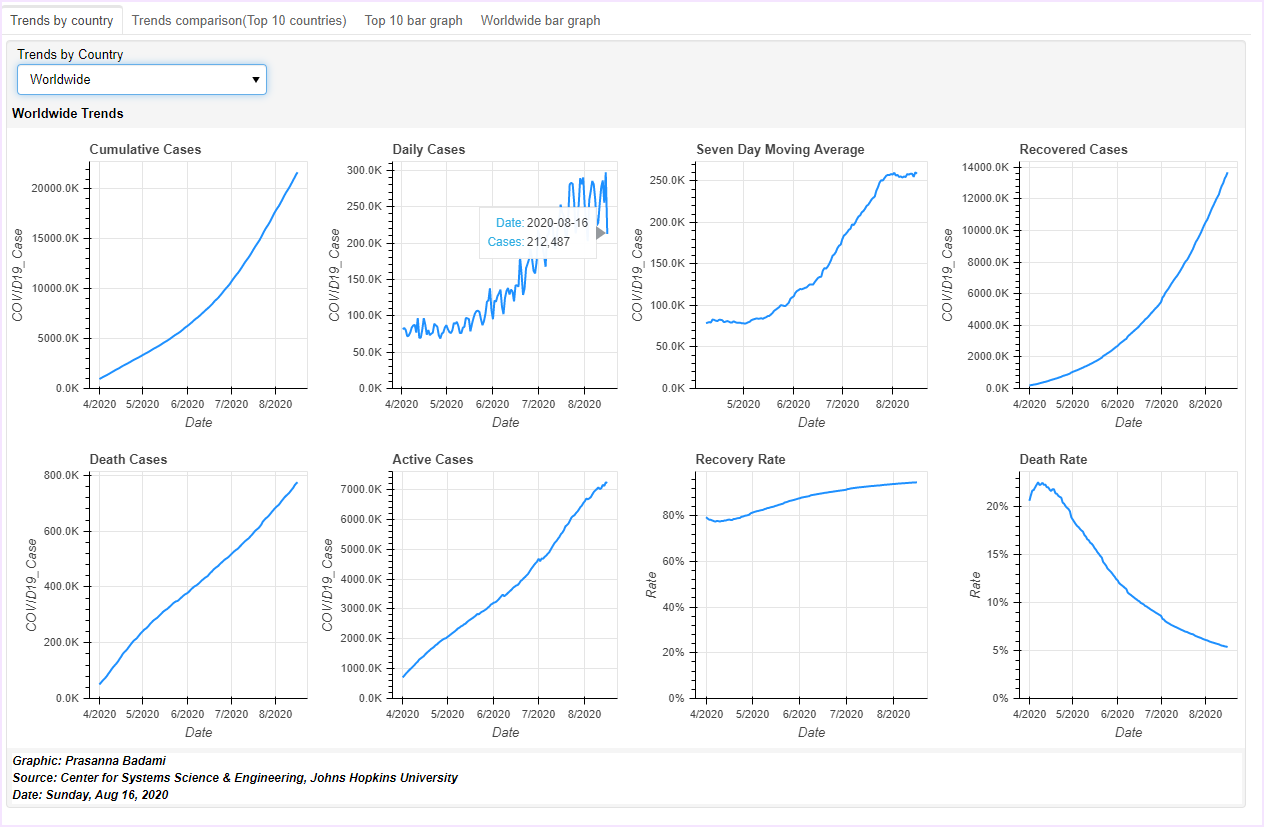 Trends by country Trends comparison(Top 10 countries) Top 10 bar graph Worldwide bar graph
Trends by Country
Worldwide
Worldwide Trends
Cumulative Cases
20000.0K
15000.0K
10000.0K
5000.0K
0.0K
COVID19_Case
4/2020 5/2020 6/2020 7/2020 8/2020
Date
Daily Cases
300.0K
250.0K
200.0K
150.0K
100.0K
50.0K
0.0K
COVID19_Case
Date: 2020-08-16
Cases: 212,487
4/2020 5/2020 6/2020 7/2020 8/2020
Date
Seven Day Moving Average
250.0K
200.0K
150.0K
100.0K
50.0K
0.0K
COVID19_Case
5/2020 6/2020 7/2020 8/2020
Date
Recovered Cases
14000.0K
12000.0K
10000.0K
8000.0K
6000.0K
4000.0K
2000.0K
0.0K
COVID19_Case
4/2020 5/2020 6/2020 7/2020 8/2020
Date
Death Cases
800.0K
600.0K
400.0K
200.0K
0.0K
COVID19_Case
4/2020 5/2020 6/2020 7/2020 8/2020
Date
Active Cases
7000.0K
6000.0K
5000.0K
4000.0K
3000.0K
2000.0K
1000.0K
0.0K
COVID19_Case
4/2020 5/2020 6/2020 7/2020 8/2020
Date
Recovery Rate
80%
60%
40%
20%
0%
Rate
4/2020 5/2020 6/2020 7/2020 8/2020
Date
Death Rate
20%
15%
10%
5%
0%
Rate
4/2020 5/2020 6/2020 7/2020 8/2020
Date
Graphic: Prasanna Badami
Source: Center for Systems Science & Engineering, Johns Hopkins University
Date: Sunday, Aug 16, 2020